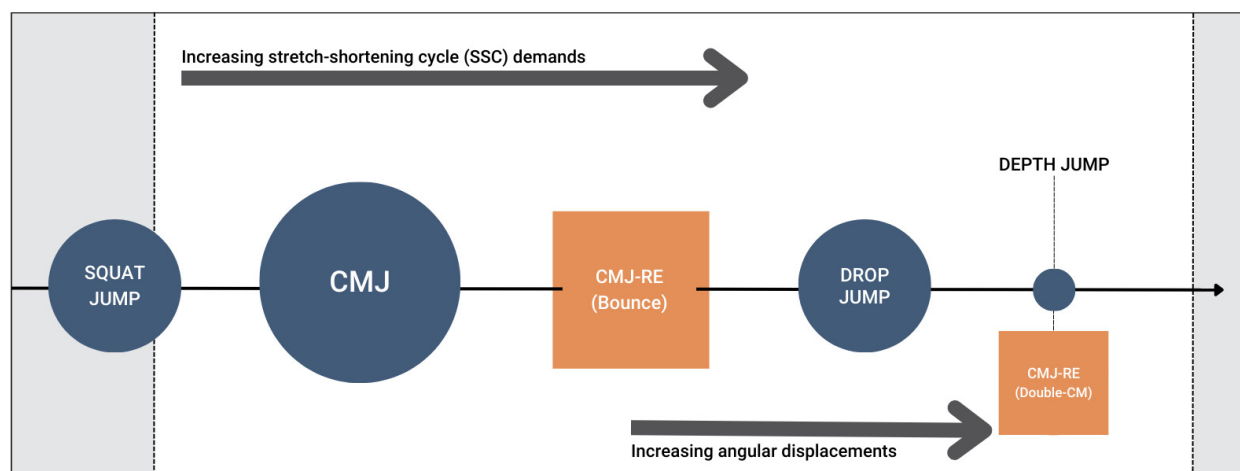 Increasing stretch-shortening cycle (SSC) demands
DEPTH JUMP
SQUAT
JUMP
CMJ
CMJ-RE
(Bounce)
DROP
JUMP
CMJ-RE
(Double-CM)
Increasing angular displacements